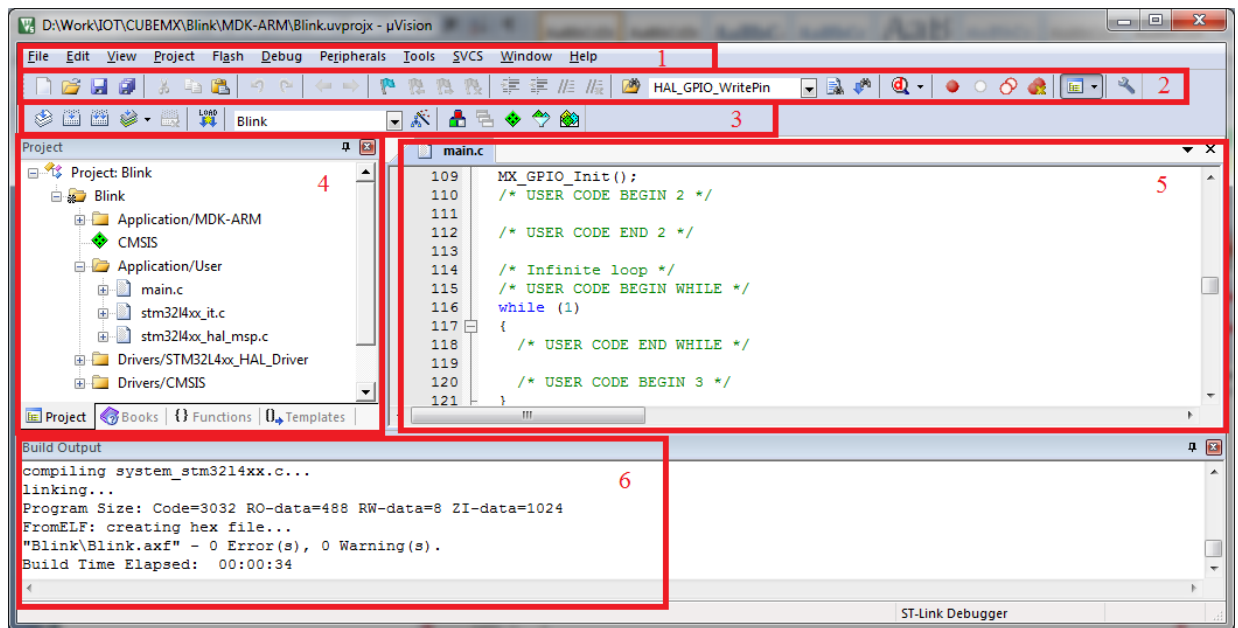 D:\Work\IOT\CUBEMX\Blink\MDK-ARM\Blink.uvprojx - µVision
File Edit View Project Flash Debug Peripherals Tools SVCS Window Help
1
HAL_GPIO_WritePin
2
LOAD
Blink
3
Project
4
Project: Blink
Blink
Application/MDK-ARM
CMSIS
Application/User
main.c
stm32l4xx_it.c
stm32l4xx_hal_msp.c
Drivers/STM32L4xx_HAL_Driver
Drivers/CMSIS
Project Books {} Functions Templates
main.c
5
109 MX_GPIO_Init();
110 /* USER CODE BEGIN 2 */
111
112 /* USER CODE END 2 */
113
114 /* Infinite loop */
115 /* USER CODE BEGIN WHILE */
116 while (1)
117 {
118 /* USER CODE END WHILE */
119
120 /* USER CODE BEGIN 3 */
121 }
Build Output
6
compiling system_stm32l4xx.c...
linking...
Program Size: Code=3032 RO-data=488 RW-data=8 ZI-data=1024
FromELF: creating hex file...
"Blink\Blink.axf" - 0 Error(s), 0 Warning(s).
Build Time Elapsed: 00:00:34
ST-Link Debugger